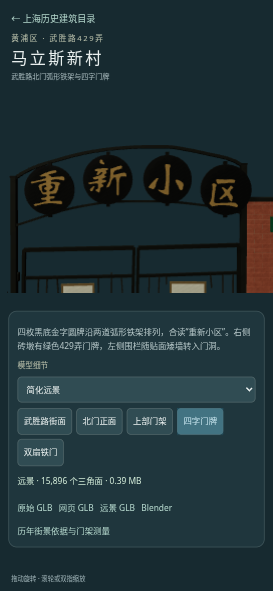 ← 上海历史建筑目录
黄浦区 · 武胜路429弄
马立斯新村
武胜路北门弧形铁架与四字门牌
重新小区
四枚黑底金字圆牌沿两道弧形铁架排列，合读“重新小区”。右侧
砖墩有绿色429弄门牌，左侧围栏随贴面矮墙转入门洞。
模型细节
简化远景
武胜路街面 北门正面 上部门架 四字门牌
双扇铁门
远景 · 15,896 个三角面 · 0.39 MB
原始 GLB 网页 GLB 远景 GLB Blender
历年街景依据与门架测量
拖动旋转 · 滚轮或双指缩放